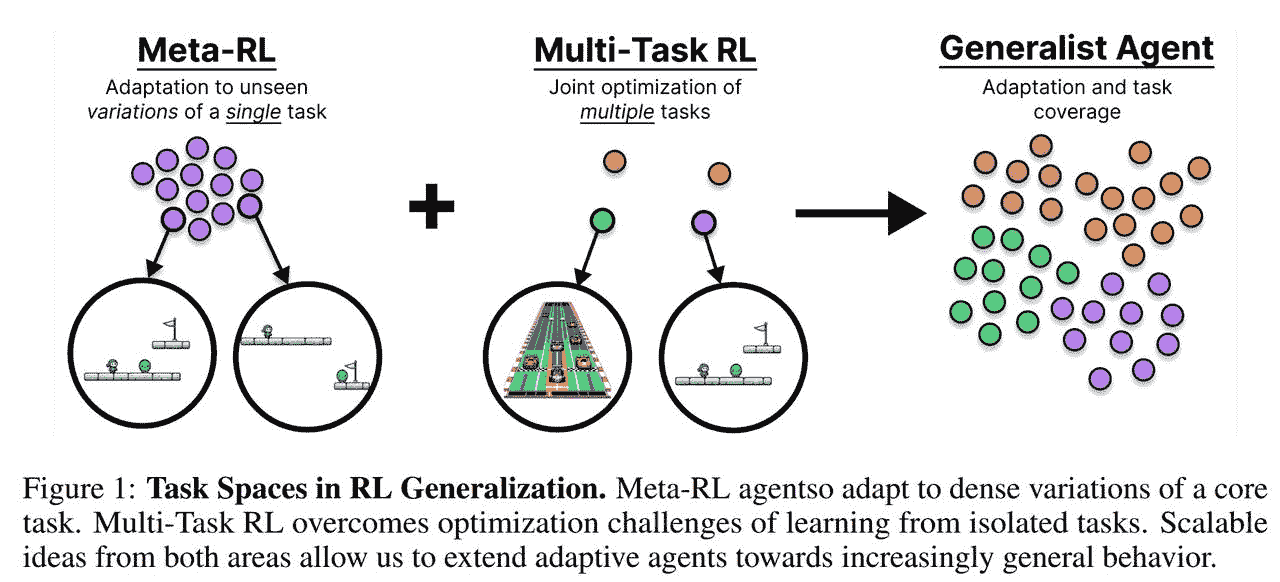 Meta-RL
Adaptation to unseen
variations of a single task
Multi-Task RL
Joint optimization of
multiple tasks
Generalist Agent
Adaptation and task
coverage
Figure 1: Task Spaces in RL Generalization. Meta-RL agentso adapt to dense variations of a core
task. Multi-Task RL overcomes optimization challenges of learning from isolated tasks. Scalable
ideas from both areas allow us to extend adaptive agents towards increasingly general behavior.